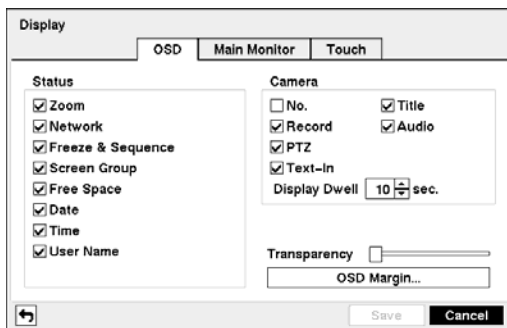 Display
OSD Main Monitor Touch
Status
Zoom
Network
Freeze & Sequence
Screen Group
Free Space
Date
Time
User Name
Camera
No. Title
Record Audio
PTZ
Text-In
Display Dwell 10 sec.
Transparency
OSD Margin...
Save Cancel